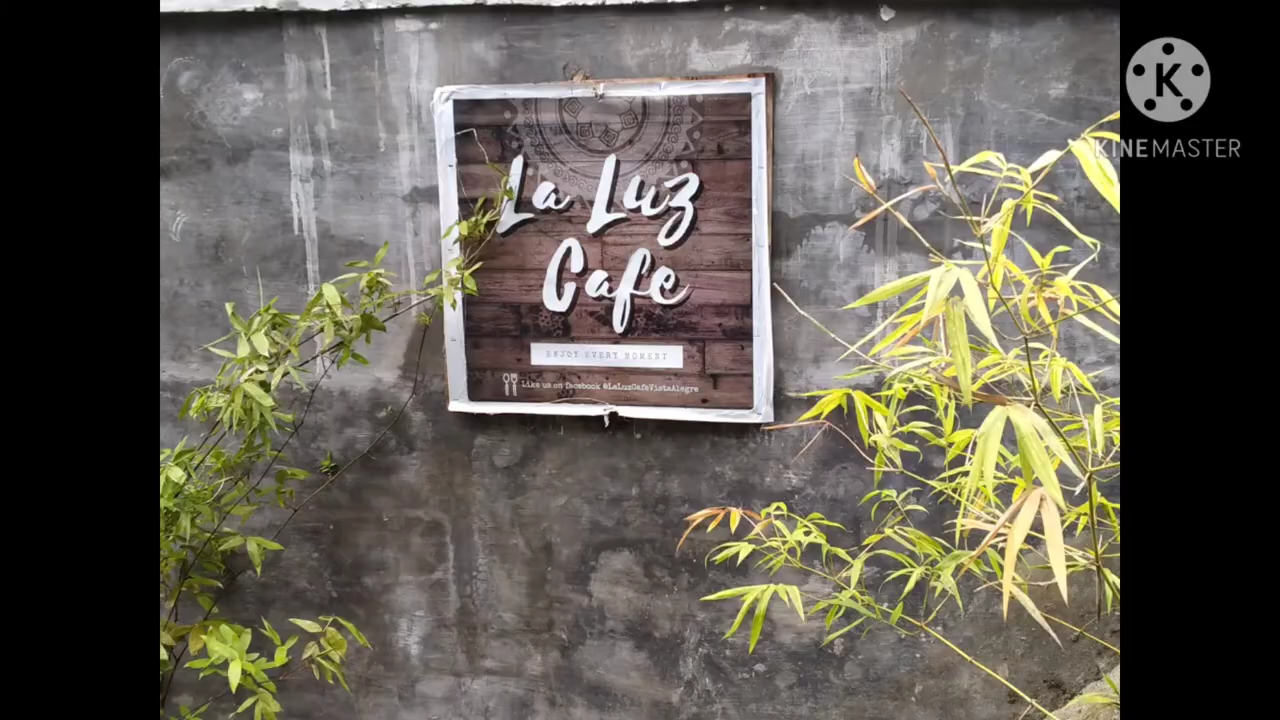 K
KINEMASTER
La Luz
Cafe
ENJOY EVERY MOMENT
Like us on facebook @LaLuzCafeVistaAlegre